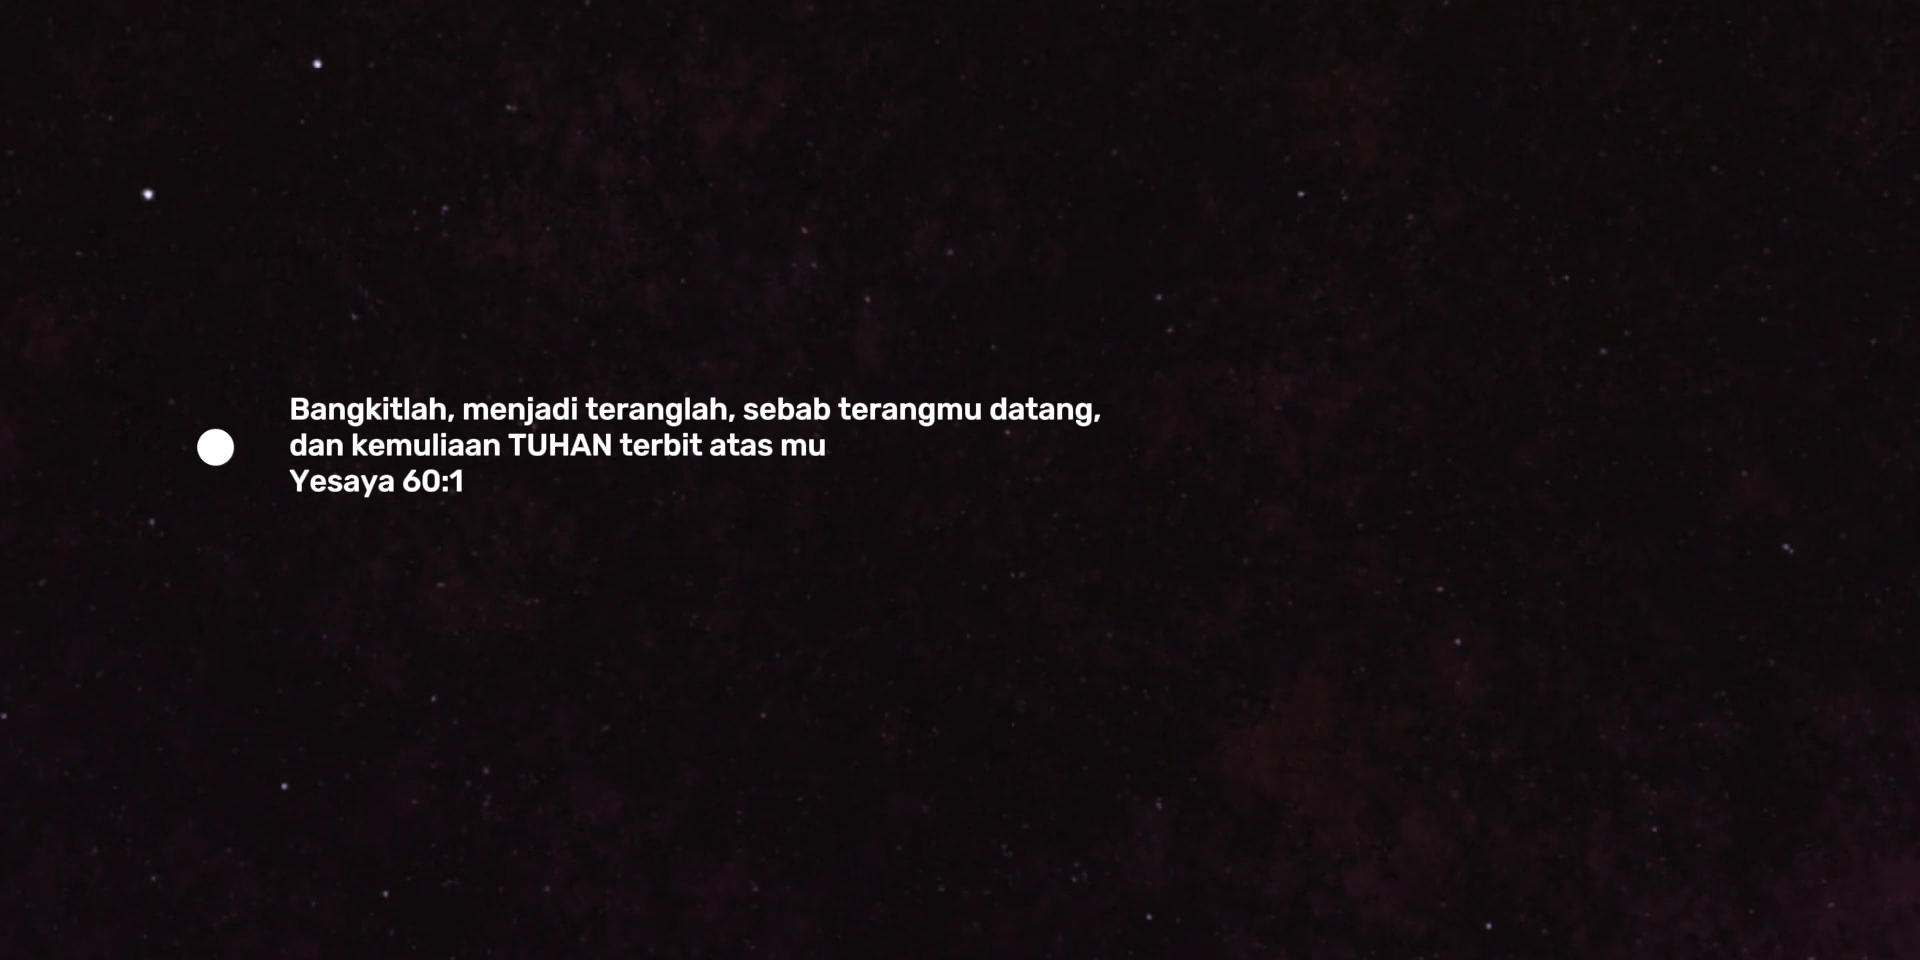 Bangkitlah, menjadi teranglah, sebab terangmu datang,
dan kemuliaan TUHAN terbit atas mu
Yesaya 60:1